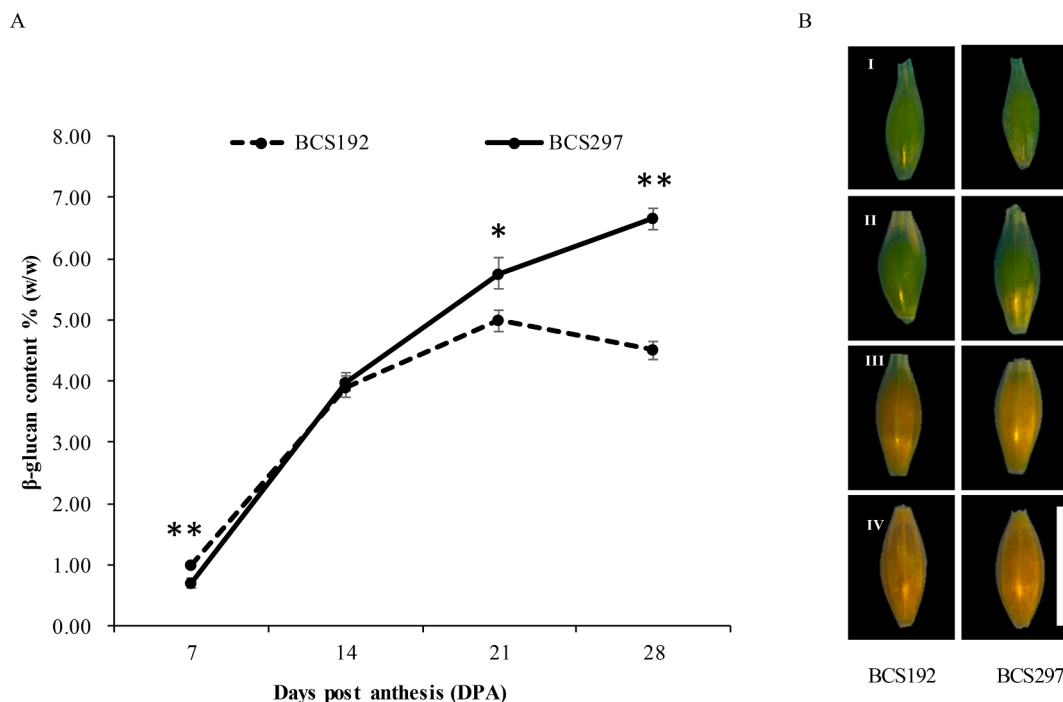 A
B
BCS192
BCS297
8.00
7.00
6.00
5.00
4.00
3.00
2.00
1.00
0.00
**
*
**
7
14
21
28
β-glucan content % (w/w)
Days post anthesis (DPA)
I
II
III
IV
BCS192
BCS297